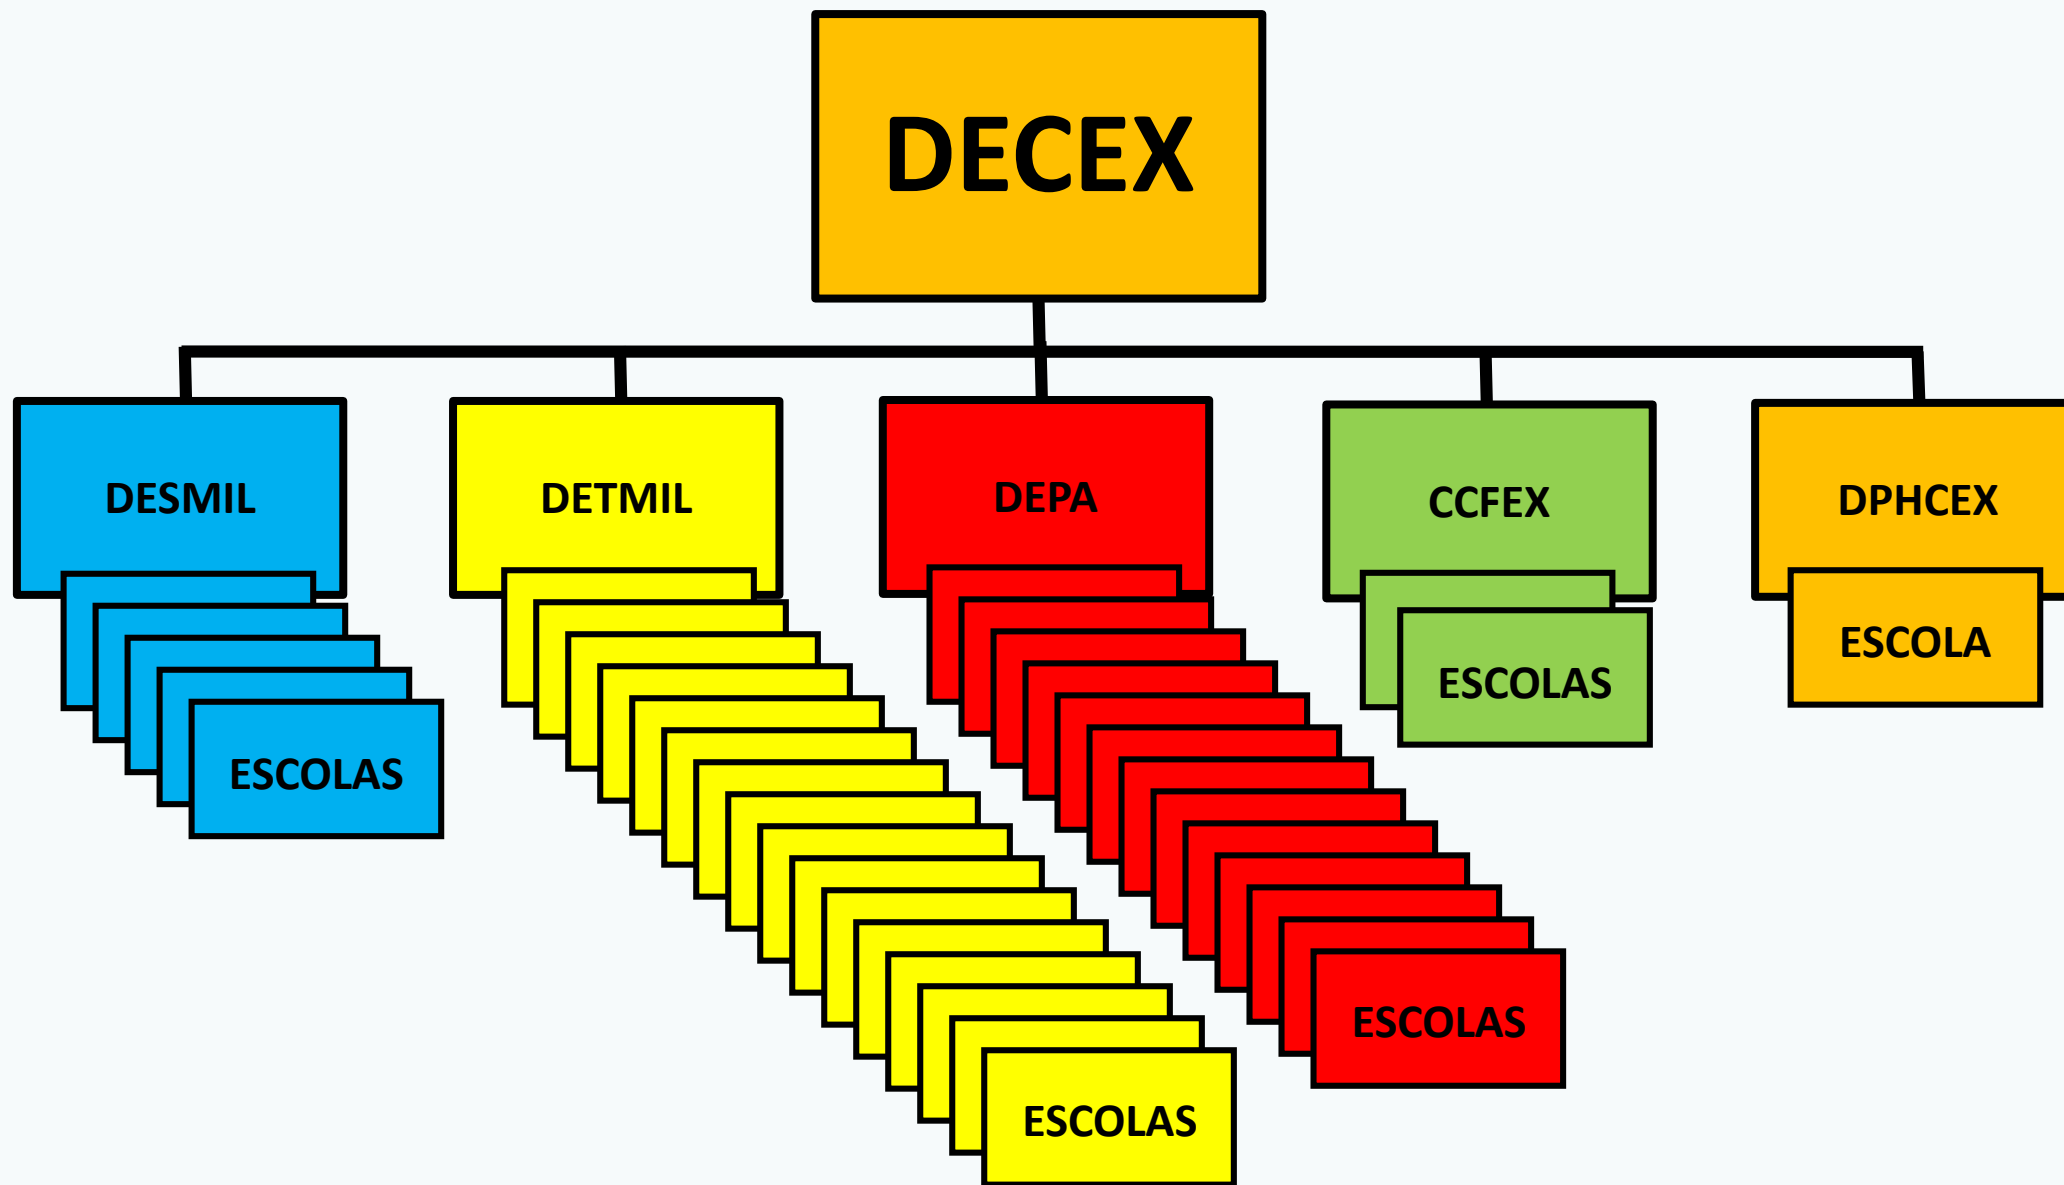 DECEX
DESMIL
DETMIL
DEPA
CCFEX
DPHCEX
ESCOLA
ESCOLAS
ESCOLAS
ESCOLAS
ESCOLAS